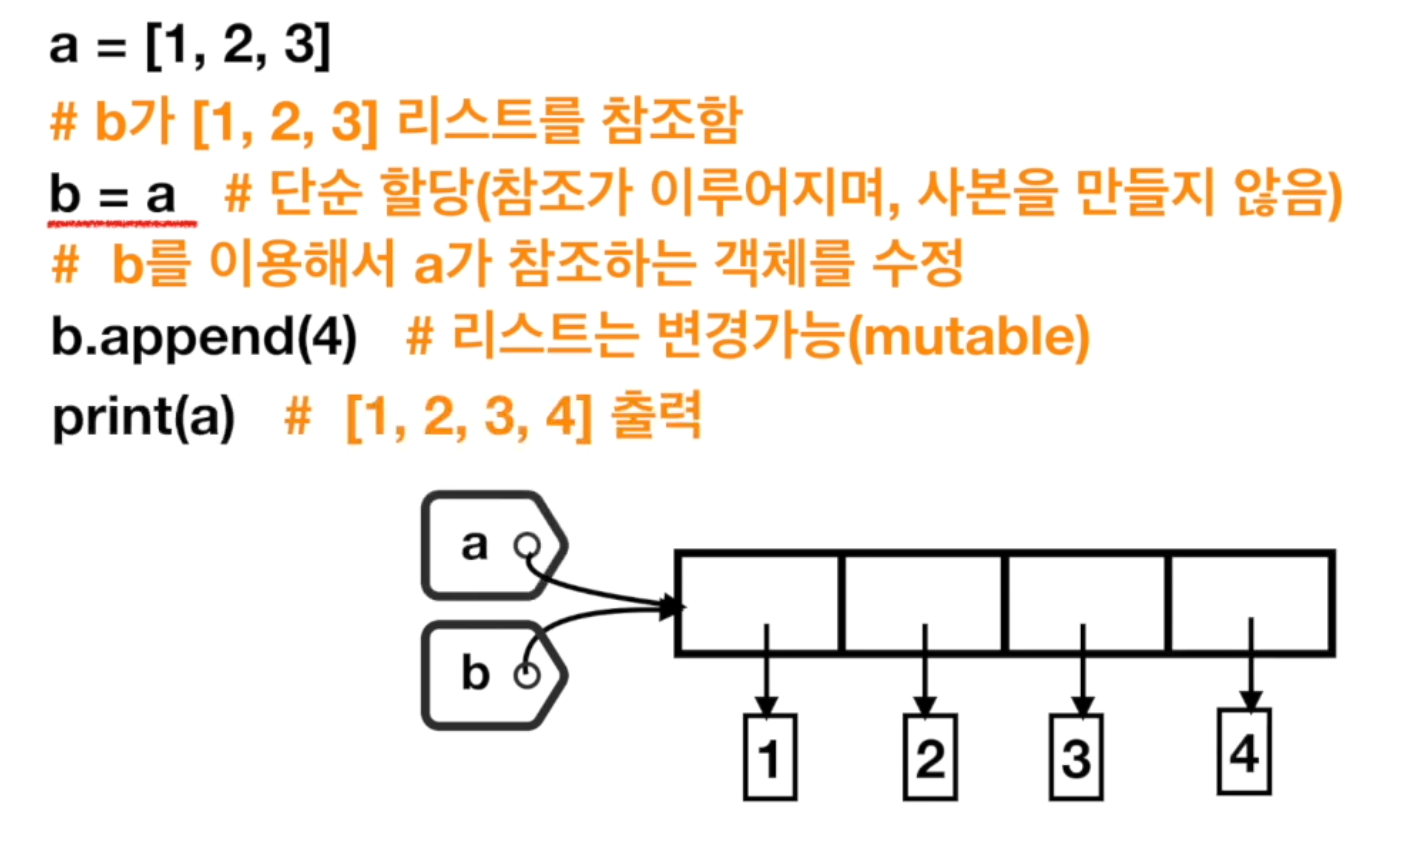 a = [1, 2, 3]
# b가 [1, 2, 3] 리스트를 참조함
b = a # 단순 할당(참조가 이루어지며, 사본을 만들지 않음)
# b를 이용해서 a가 참조하는 객체를 수정
b.append(4) # 리스트는 변경가능(mutable)
print(a) # [1, 2, 3, 4] 출력
a
b
1 2 3 4